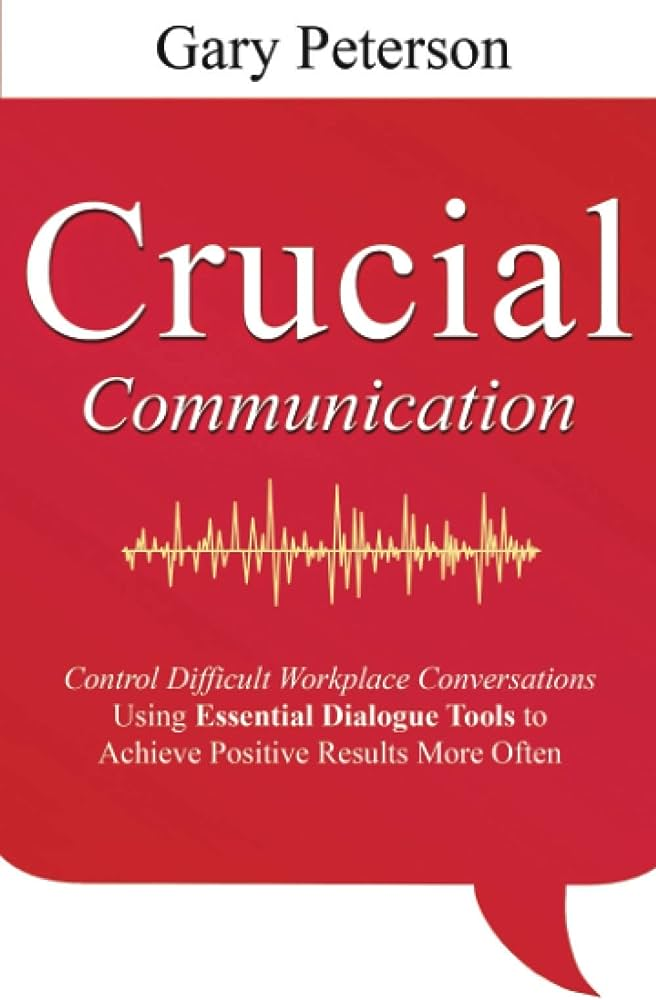 Gary Peterson
Crucial
Communication
Control Difficult Workplace Conversations
Using Essential Dialogue Tools to
Achieve Positive Results More Often